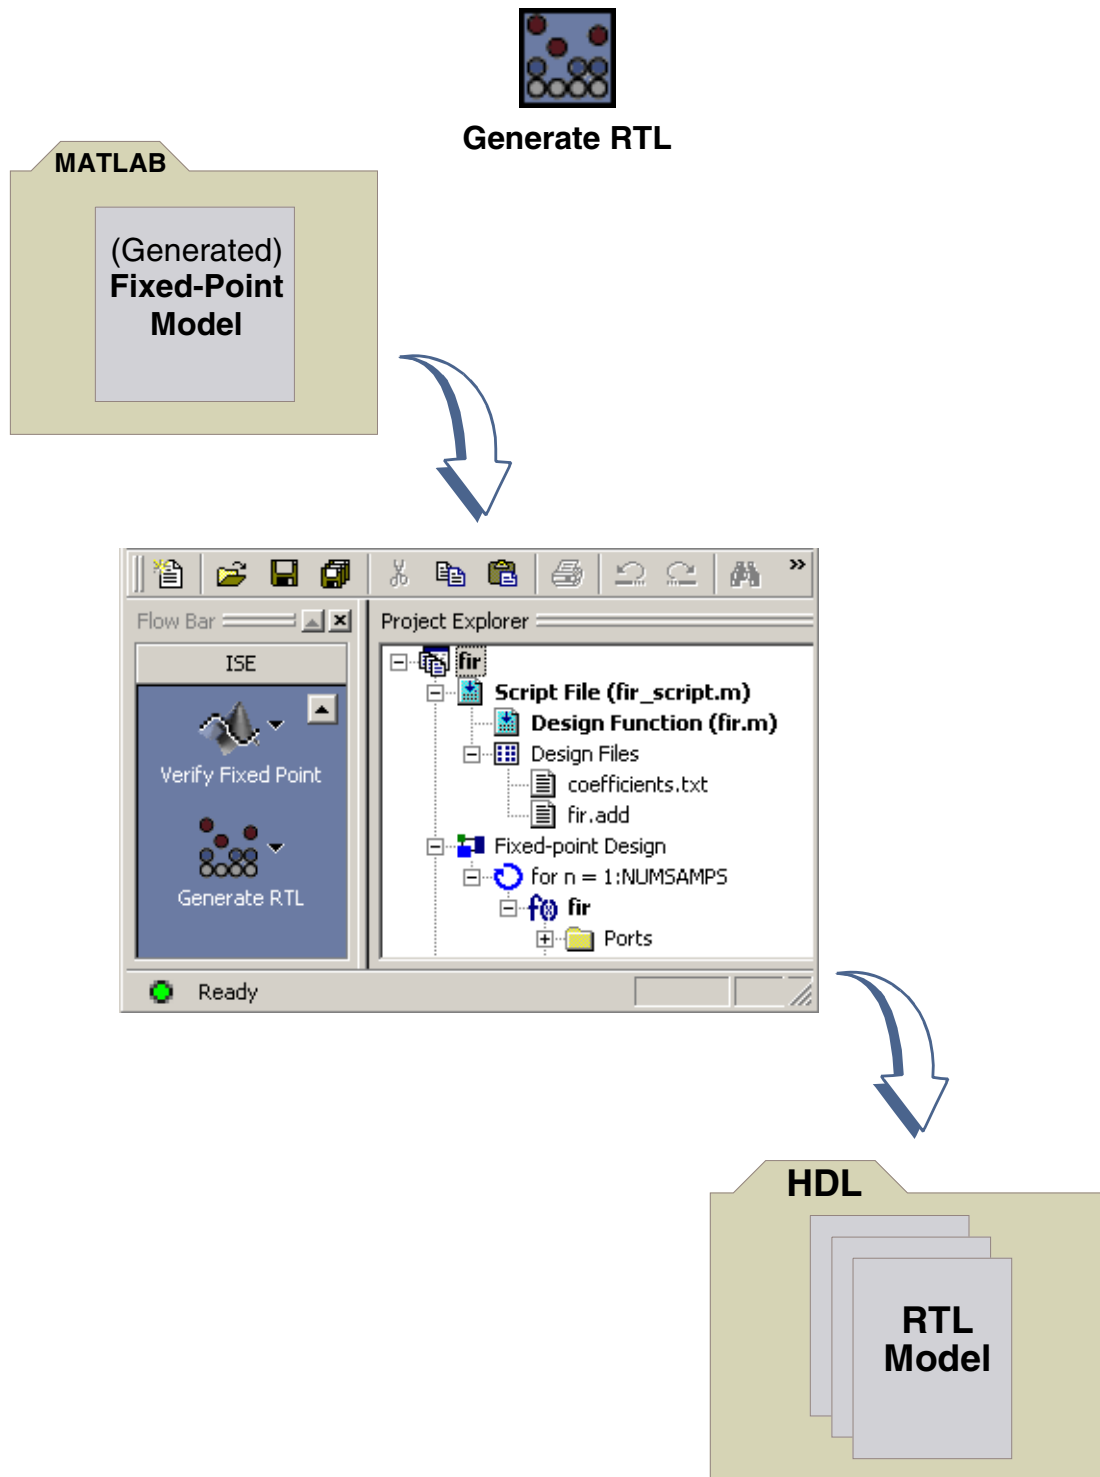 Generate RTL
MATLAB
(Generated)
Fixed-Point
Model
»
Flow Bar
Project Explorer
ISE
Verify Fixed Point
Generate RTL
fir
Script File (fir_script.m)
Design Function (fir.m)
Design Files
coefficients.txt
fir.add
Fixed-point Design
for n = 1:NUMSAMPS
f(x) fir
Ports
Ready
HDL
RTL
Model